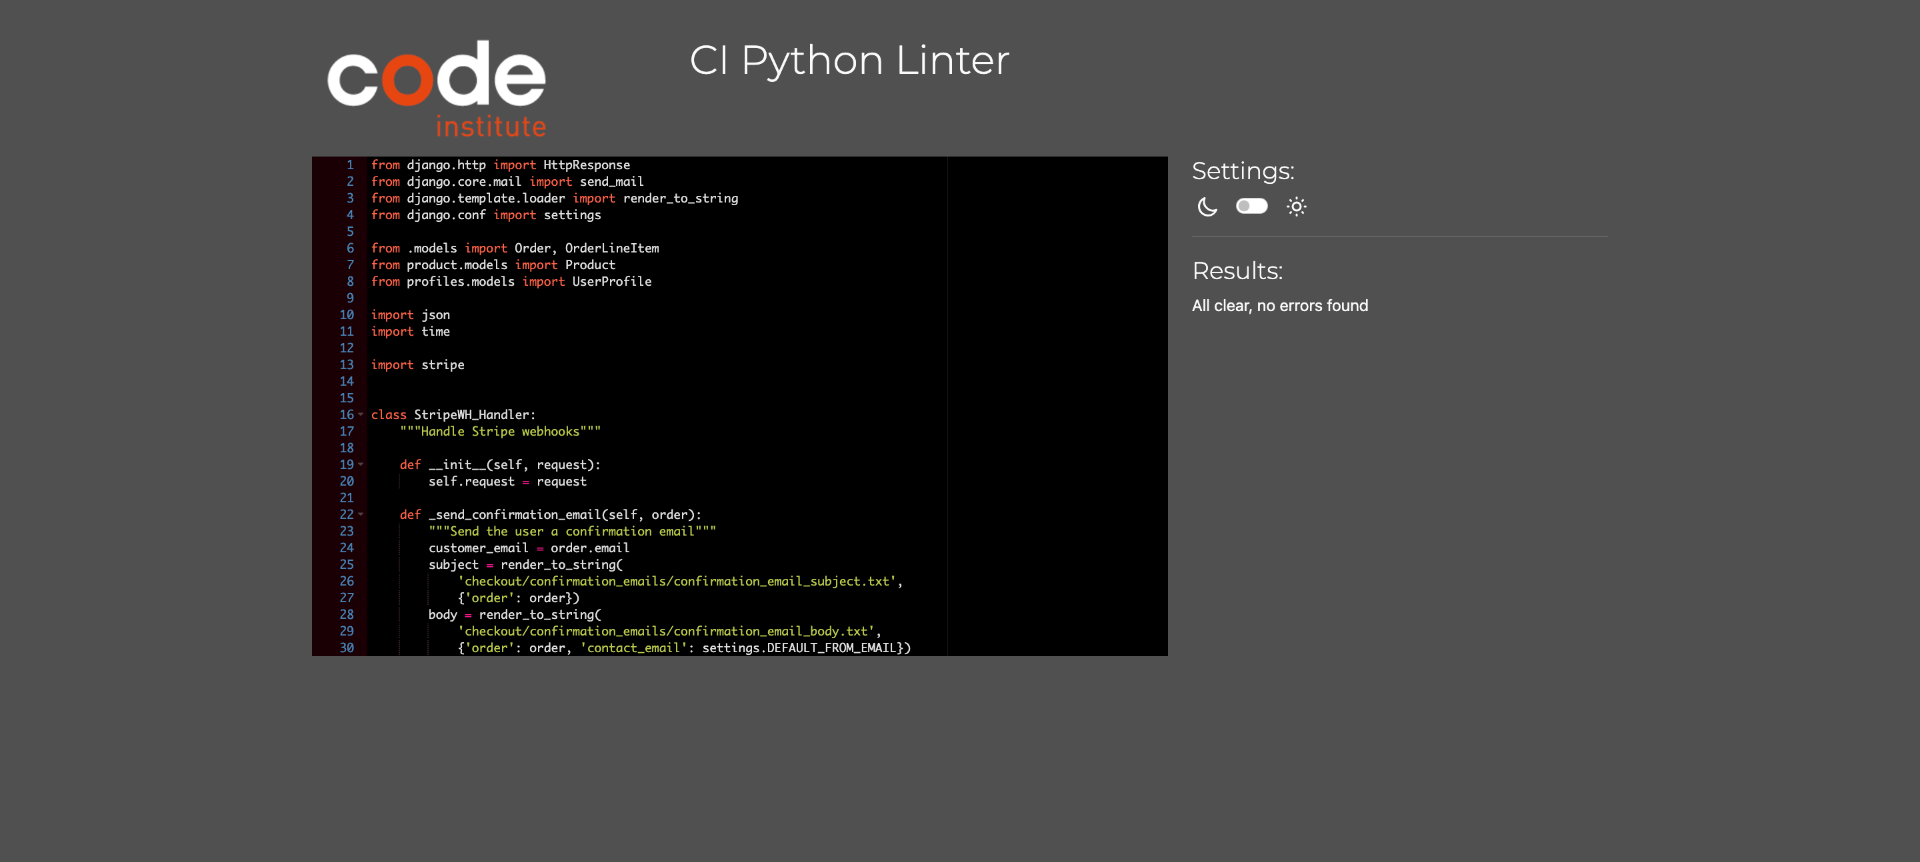 code
institute
CI Python Linter
1 from django.http import HttpResponse
2 from django.core.mail import send_mail
3 from django.template.loader import render_to_string
4 from django.conf import settings
5
6 from .models import Order, OrderLineItem
7 from product.models import Product
8 from profiles.models import UserProfile
9
10 import json
11 import time
12
13 import stripe
14
15
16 class StripeWH_Handler:
17     """Handle Stripe webhooks"""
18
19     def __init__(self, request):
20         self.request = request
21
22     def _send_confirmation_email(self, order):
23         """Send the user a confirmation email"""
24         customer_email = order.email
25         subject = render_to_string(
26             'checkout/confirmation_emails/confirmation_email_subject.txt',
27             {'order': order})
28         body = render_to_string(
29             'checkout/confirmation_emails/confirmation_email_body.txt',
30             {'order': order, 'contact_email': settings.DEFAULT_FROM_EMAIL})
Settings:
Results:
All clear, no errors found